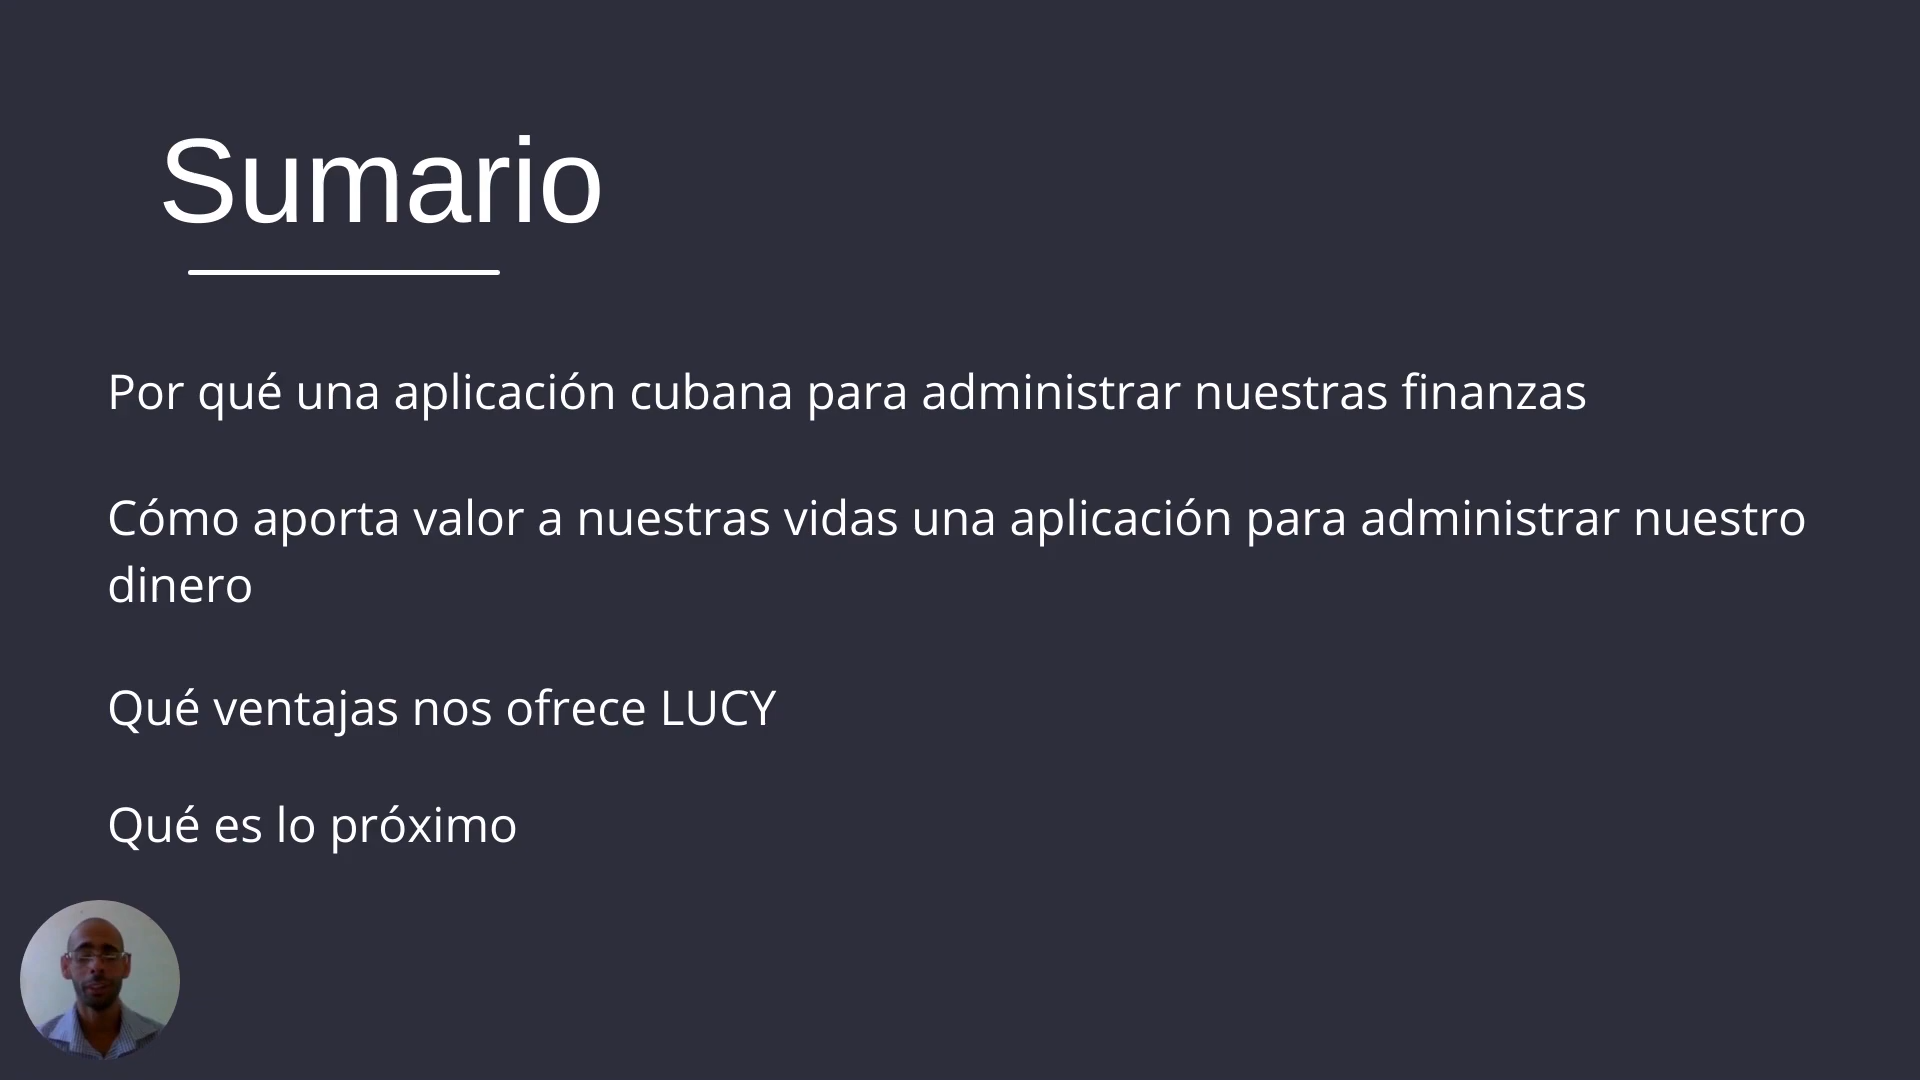 Sumario
Por qué una aplicación cubana para administrar nuestras finanzas
Cómo aporta valor a nuestras vidas una aplicación para administrar nuestro
dinero
Qué ventajas nos ofrece LUCY
Qué es lo próximo